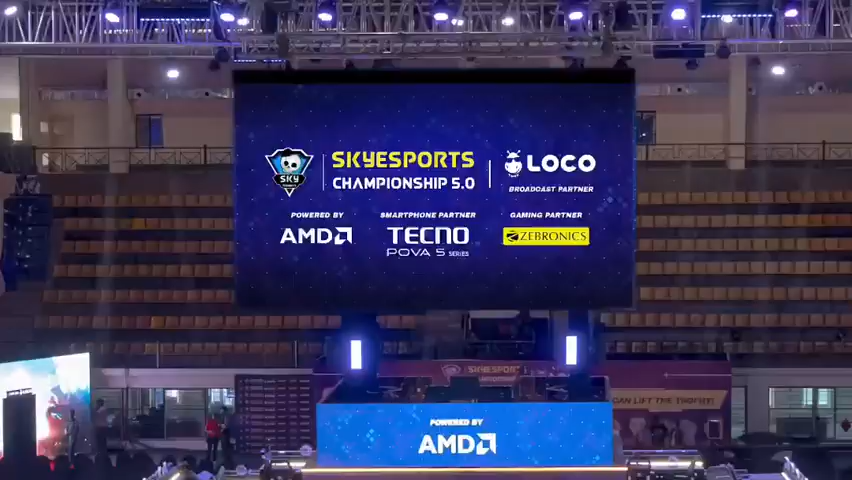 SKYESPORTS
CHAMPIONSHIP 5.0
SKY
LOCO
BROADCAST PARTNER
POWERED BY
AMD
SMARTPHONE PARTNER
TECNO
POVA 5 SERIES
GAMING PARTNER
ZEBRONICS
SKYESPORTS
CAN LIFT THE TROPHY?
POWERED BY
AMD